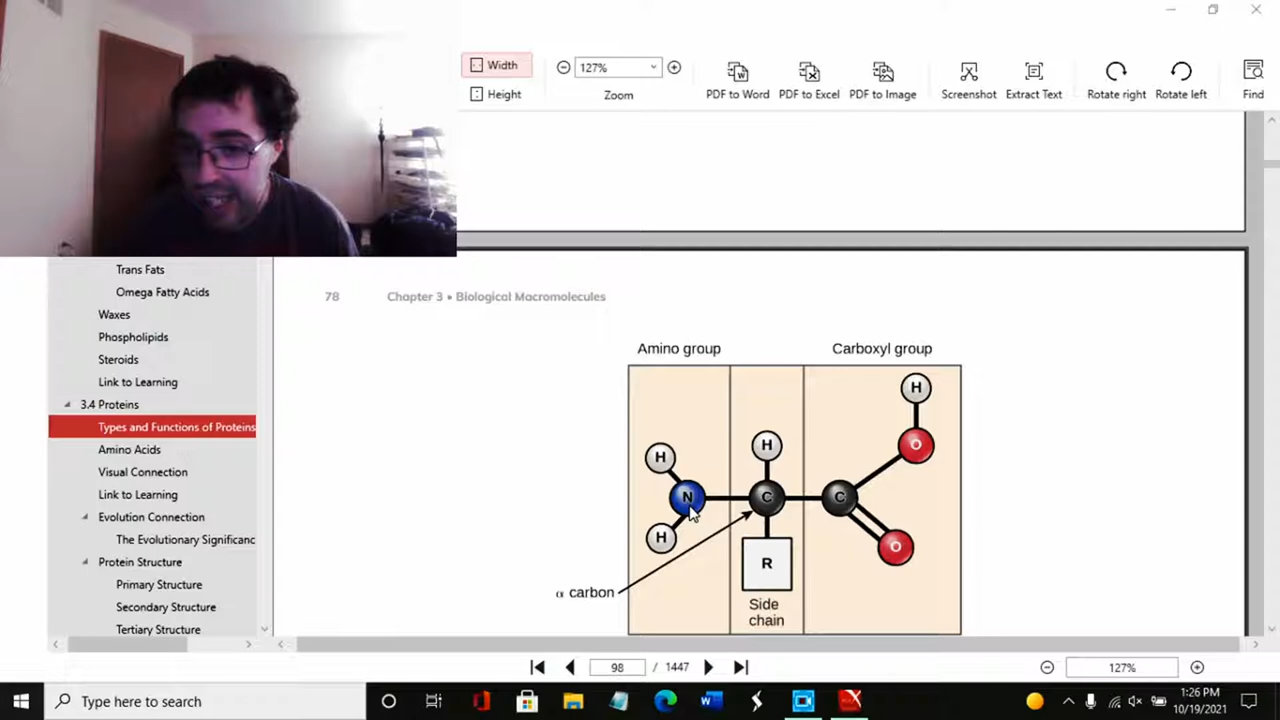 Width
Height
127%
Zoom
PDF to Word
PDF to Excel
PDF to Image
Screenshot
Extract Text
Rotate right
Rotate left
Find
Trans Fats
Omega Fatty Acids
Waxes
Phospholipids
Steroids
Link to Learning
3.4 Proteins
Types and Functions of Proteins
Amino Acids
Visual Connection
Link to Learning
Evolution Connection
The Evolutionary Significanc
Protein Structure
Primary Structure
Secondary Structure
Tertiary Structure
78 Chapter 3 • Biological Macromolecules
Amino group
Carboxyl group
H
O
H
H
N
C
C
H
O
R
α carbon
Side
chain
98 / 1447
127%
Type here to search
1:26 PM
10/19/2021